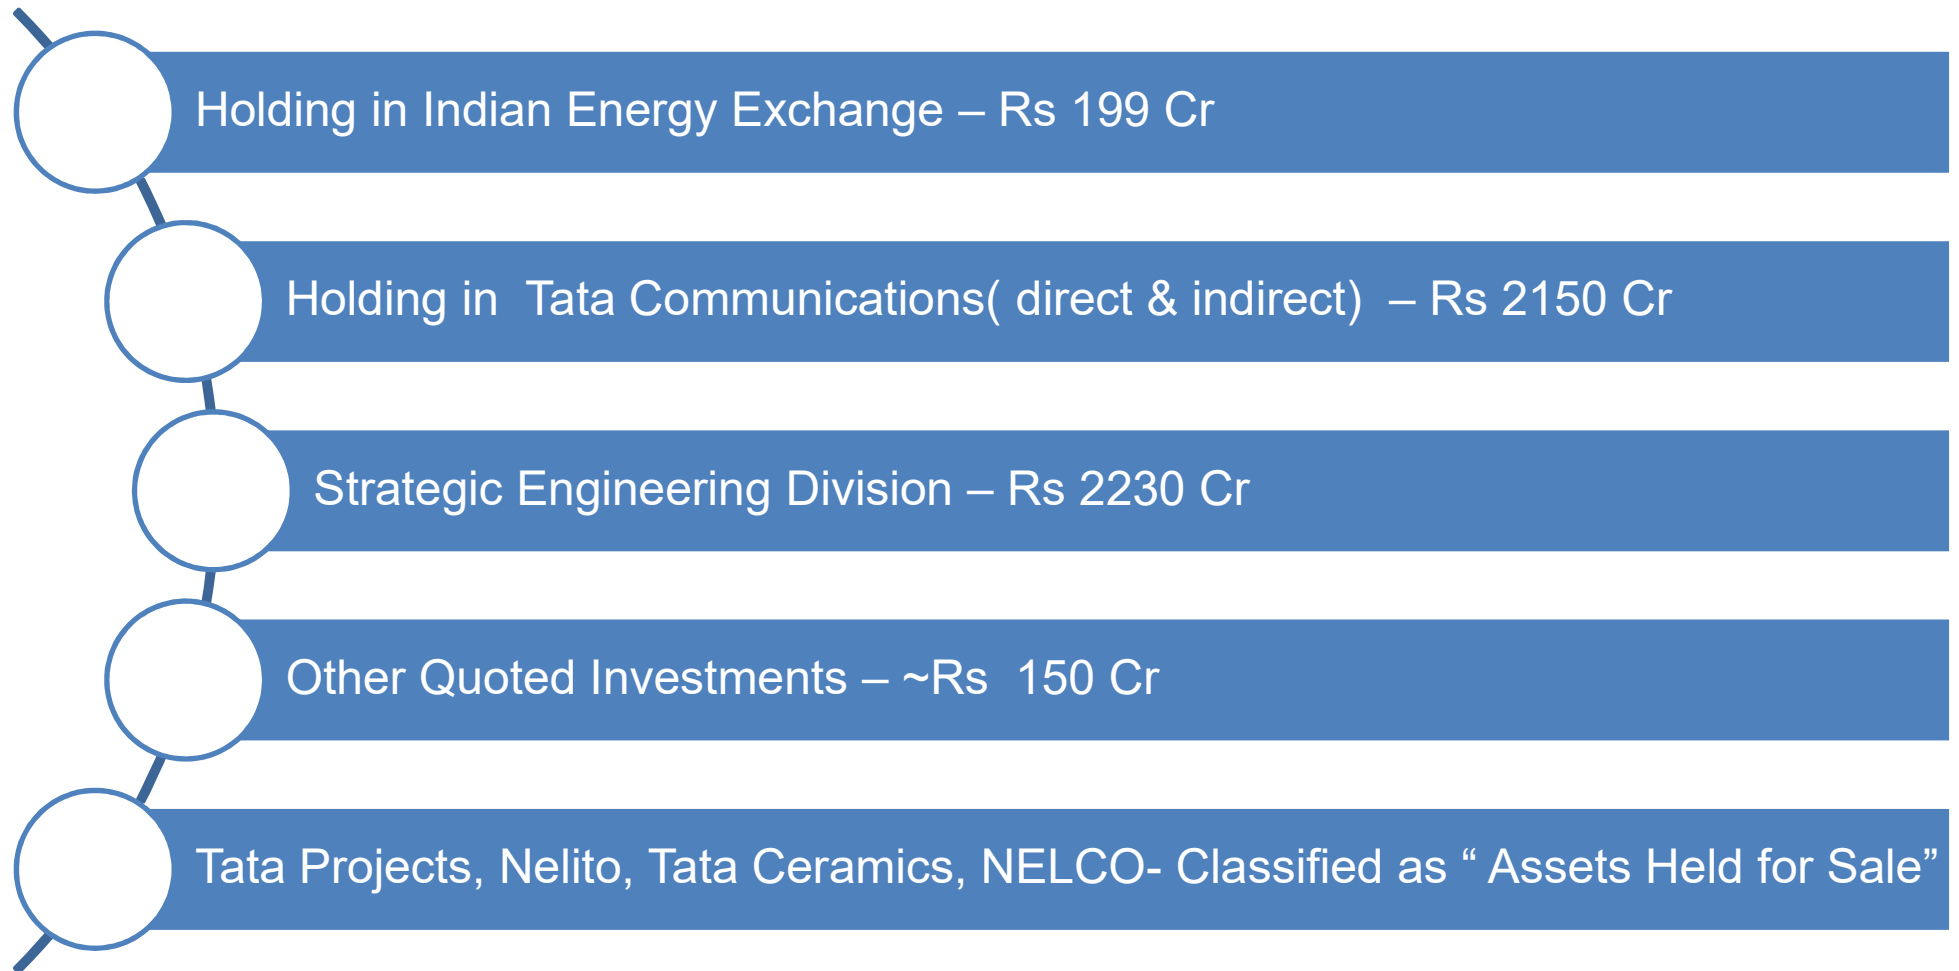 Holding in Indian Energy Exchange – Rs 199 Cr
Holding in  Tata Communications( direct & indirect)  – Rs 2150 Cr
Strategic Engineering Division – Rs 2230 Cr
Other Quoted Investments – ~Rs  150 Cr
Tata Projects, Nelito, Tata Ceramics, NELCO- Classified as “ Assets Held for Sale”